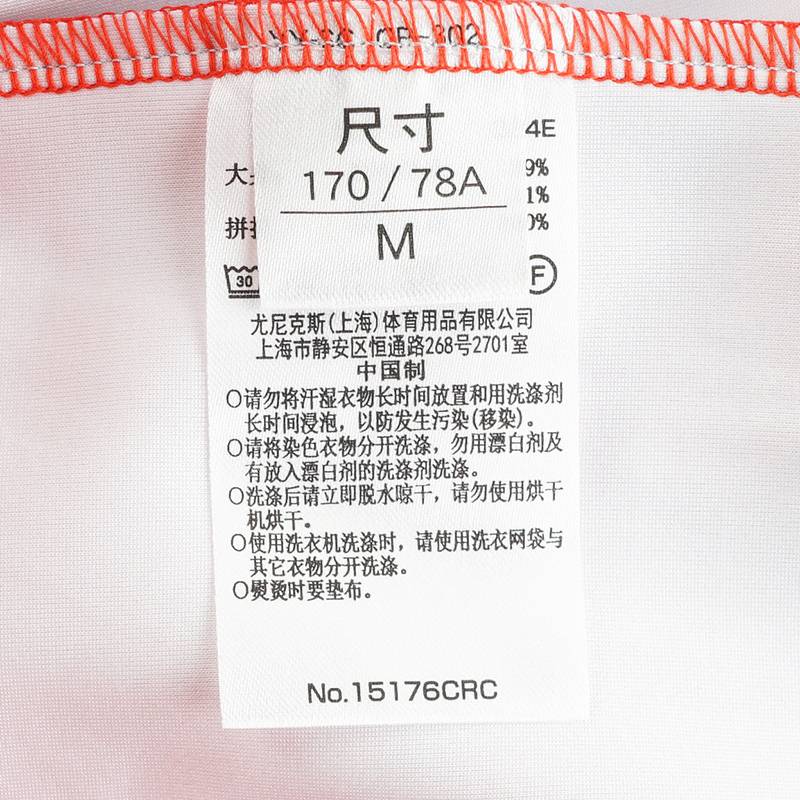 CB-302
尺寸
4E
170 / 78A
大
9%
1%
M
拼
0%
30
F
尤尼克斯(上海)体育用品有限公司
上海市静安区恒通路268号2701室
中国制
○请勿将汗湿衣物长时间放置和用洗涤剂
长时间浸泡，以防发生污染(移染)。
○请将染色衣物分开洗涤，勿用漂白剂及
有放入漂白剂的洗涤剂洗涤。
○洗涤后请立即脱水晾干，请勿使用烘干
机烘干。
○使用洗衣机洗涤时，请使用洗衣网袋与
其它衣物分开洗涤。
○熨烫时要垫布。
No.15176CRC